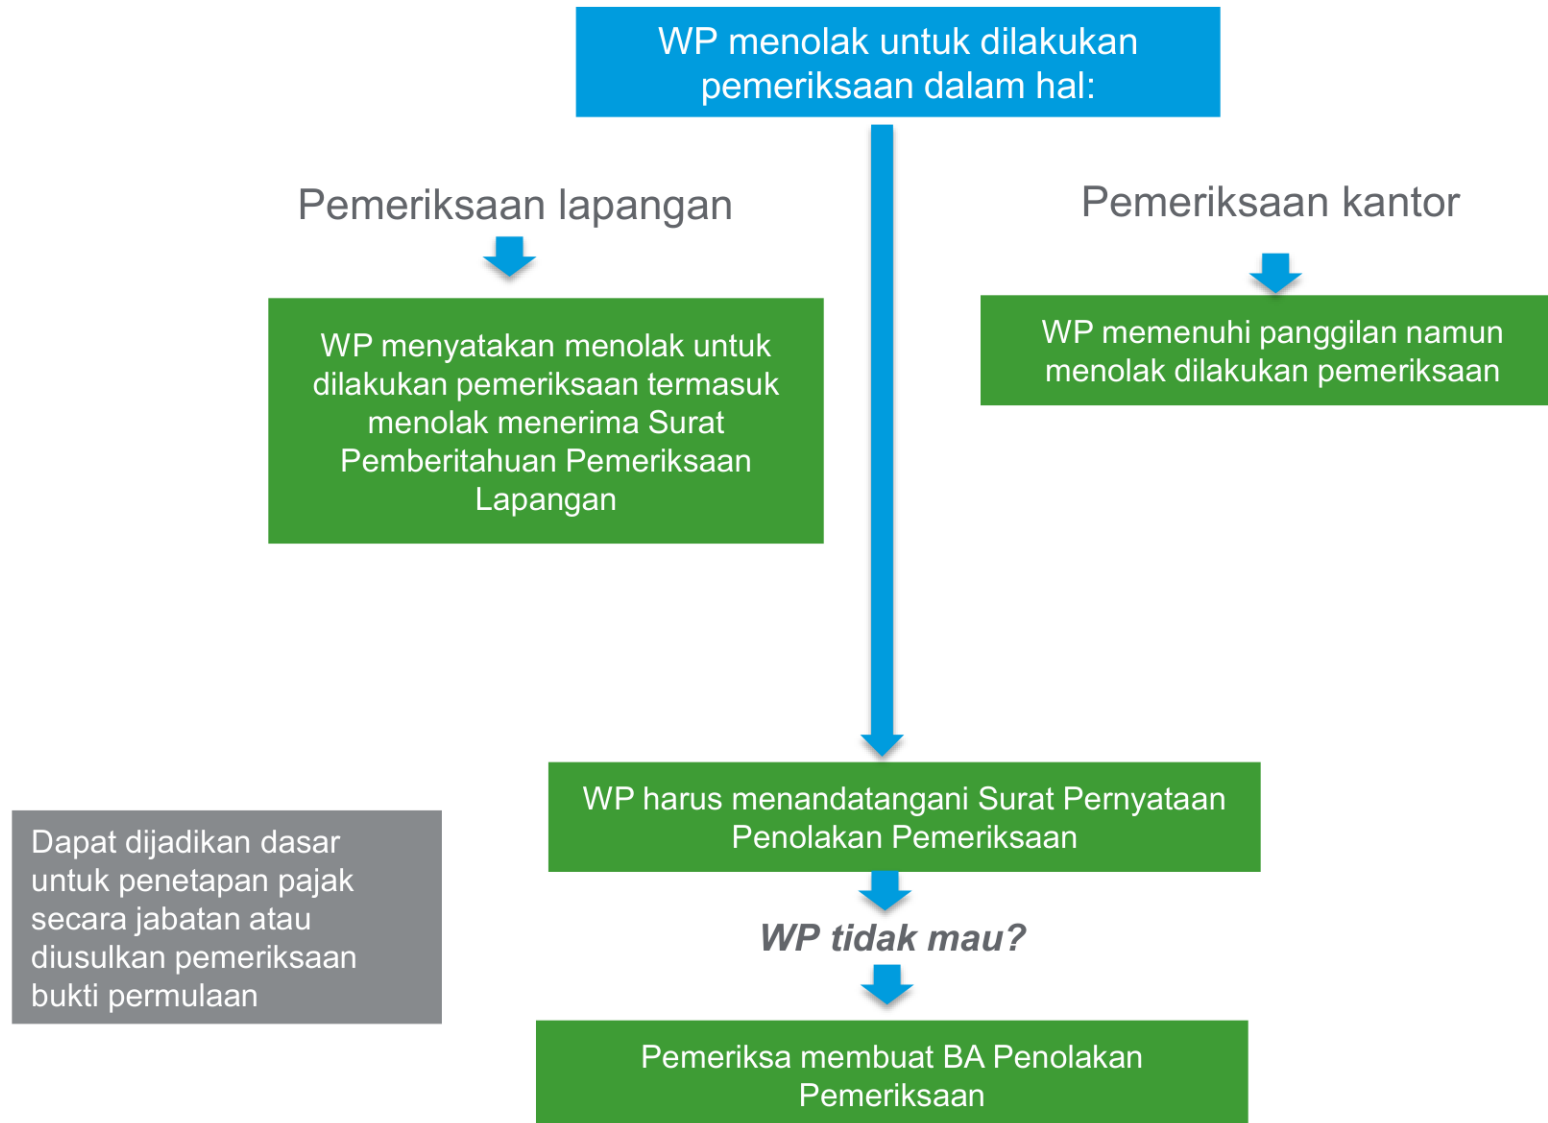 WP menolak untuk dilakukan
pemeriksaan dalam hal:
Pemeriksaan lapangan
WP menyatakan menolak untuk
dilakukan pemeriksaan termasuk
menolak menerima Surat
Pemberitahuan Pemeriksaan
Lapangan
Pemeriksaan kantor
WP memenuhi panggilan namun
menolak dilakukan pemeriksaan
WP harus menandatangani Surat Pernyataan
Penolakan Pemeriksaan
WP tidak mau?
Pemeriksa membuat BA Penolakan
Pemeriksaan
Dapat dijadikan dasar
untuk penetapan pajak
secara jabatan atau
diusulkan pemeriksaan
bukti permulaan